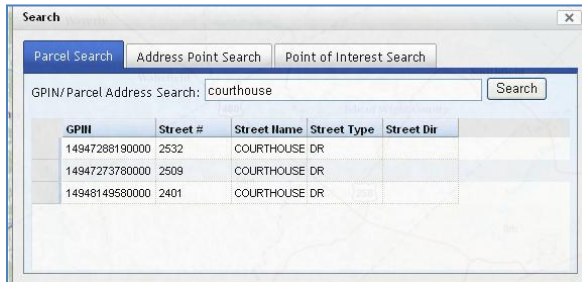 Search
Parcel Search Address Point Search Point of Interest Search
GPIN/Parcel Address Search: courthouse Search
GPIN Street # Street Name Street Type Street Dir
14947288190000 2532 COURTHOUSE DR
14947273780000 2509 COURTHOUSE DR
14948149580000 2401 COURTHOUSE DR